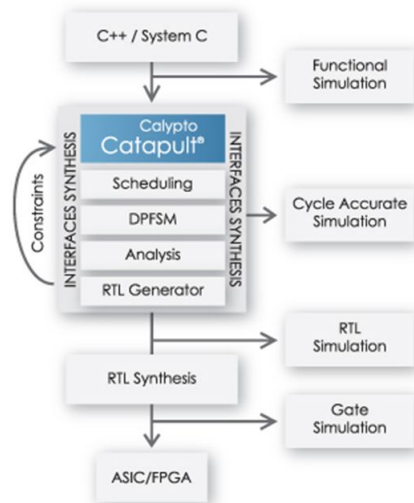 C++ / System C
Functional
Simulation
Calypto
Catapult®
INTERFACES SYNTHESIS
INTERFACES SYNTHESIS
Constraints
Scheduling
DPFSM
Analysis
RTL Generator
Cycle Accurate
Simulation
RTL
Simulation
RTL Synthesis
Gate
Simulation
ASIC/FPGA